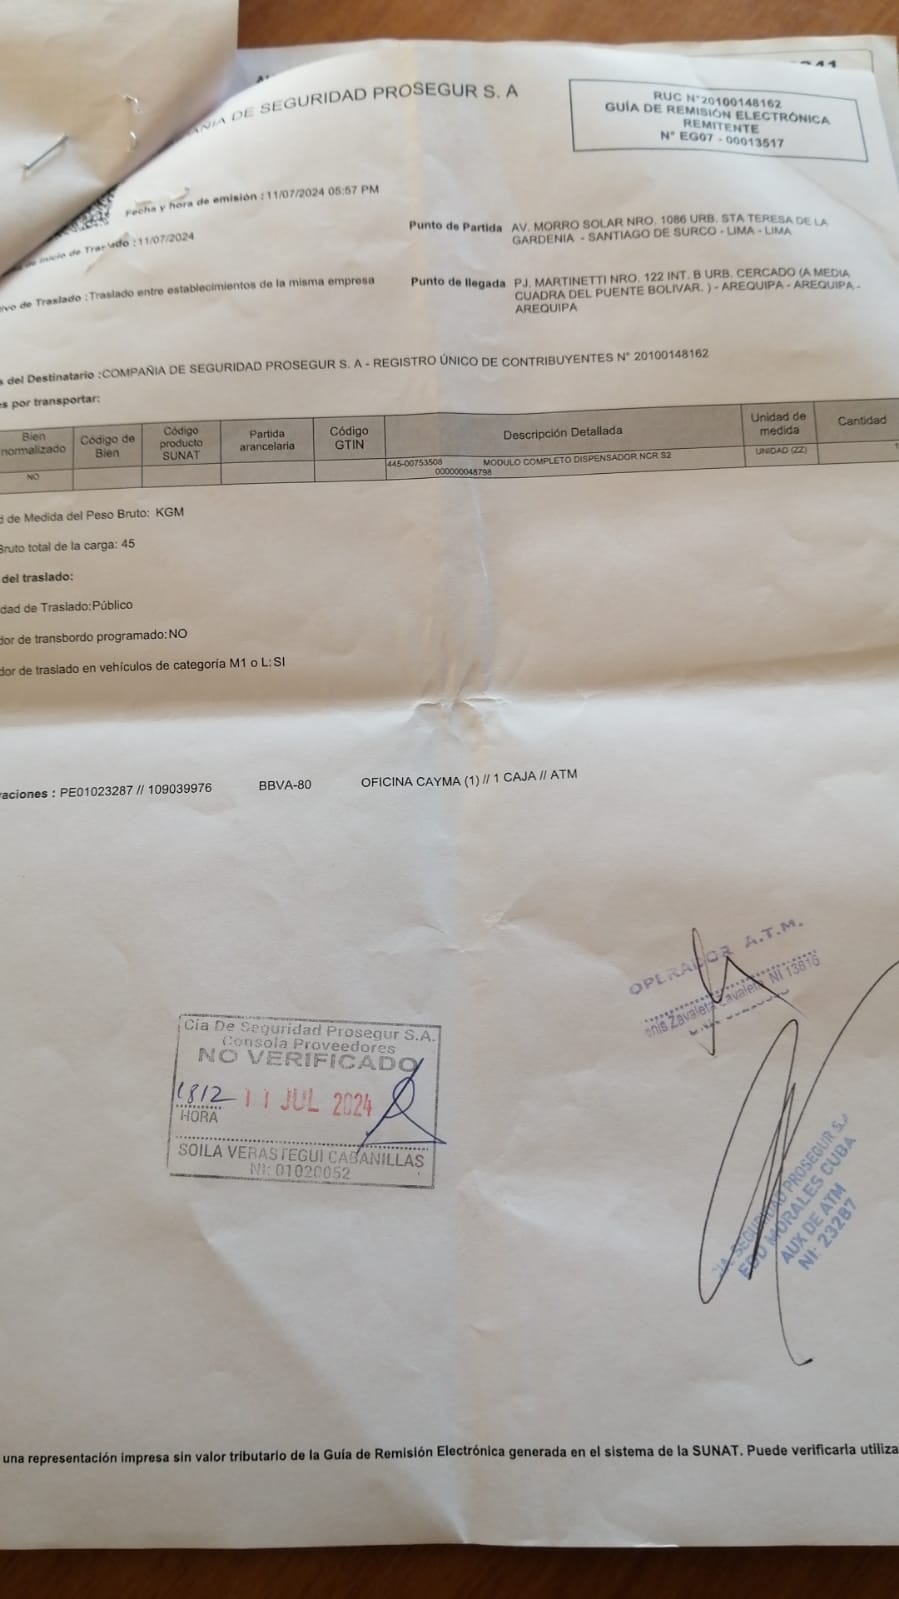 DE SEGURIDAD PROSEGUR S. A
RUC N°20100148162
GUÍA DE REMISIÓN ELECTRÓNICA
REMITENTE
N° EG07 - 00013517
Fecha y hora de emisión : 11/07/2024 05:57 PM
de inicio de Traslado : 11/07/2024
Traslado : Traslado entre establecimientos de la misma empresa
Punto de Partida AV. MORRO SOLAR NRO. 1086 URB. STA TERESA DE LA
GARDENIA - SANTIAGO DE SURCO - LIMA - LIMA
Punto de llegada PJ. MARTINETTI NRO. 122 INT. B URB. CERCADO (A MEDIA
CUADRA DEL PUENTE BOLIVAR. ) - AREQUIPA - AREQUIPA -
AREQUIPA
del Destinatario :COMPAÑIA DE SEGURIDAD PROSEGUR S. A - REGISTRO ÚNICO DE CONTRIBUYENTES N° 20100148162
por transportar:
Bien normalizado Código de Bien Código producto SUNAT Partida arancelaria Código GTIN Descripción Detallada Unidad de medida Cantidad
NO 445-00753508 MODULO COMPLETO DISPENSADOR NCR S2 UNIDAD (ZZ) 1
000000048798
de Medida del Peso Bruto: KGM
Bruto total de la carga: 45
del traslado:
de Traslado:Público
de transbordo programado:NO
de traslado en vehículos de categoría M1 o L:SI
: PE01023287 // 109039976 BBVA-80 OFICINA CAYMA (1) // 1 CAJA // ATM
OPERADOR A.T.M.
Zavaleta Zavaleta NI 13816
Cía De Seguridad Prosegur S.A.
Consola Proveedores
NO VERIFICADO
1812 11 JUL 2024
HORA
SOILA VERASTEGUI CABANILLAS
NI: 01020052
SEGURIDAD PROSEGUR S.A
MORALES CUBA
AUX DE ATM
NI: 23287
una representación impresa sin valor tributario de la Guía de Remisión Electrónica generada en el sistema de la SUNAT. Puede verificarla